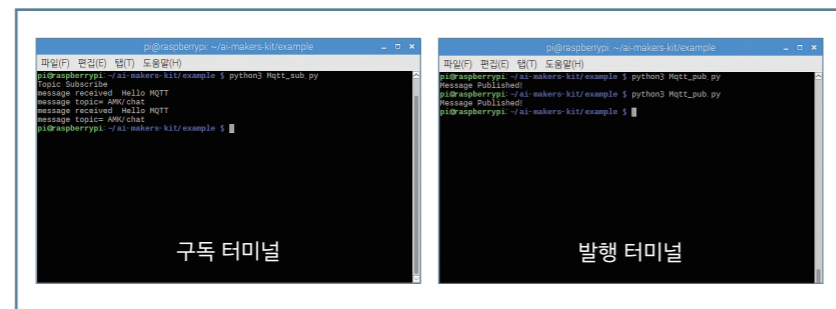 pi@raspberrypi: ~/ai-makers-kit/example
파일(F) 편집(E) 탭(T) 도움말(H)
pi@raspberrypi:~/ai-makers-kit/example $ python3 Mqtt_sub.py
Topic Subscribe
message received  Hello MQTT
message topic= AMK/chat
message received  Hello MQTT
message topic= AMK/chat
pi@raspberrypi:~/ai-makers-kit/example $
구독 터미널
pi@raspberrypi: ~/ai-makers-kit/example
파일(F) 편집(E) 탭(T) 도움말(H)
pi@raspberrypi:~/ai-makers-kit/example $ python3 Mqtt_pub.py
Message Published!
pi@raspberrypi:~/ai-makers-kit/example $ python3 Mqtt_pub.py
Message Published!
pi@raspberrypi:~/ai-makers-kit/example $
발행 터미널